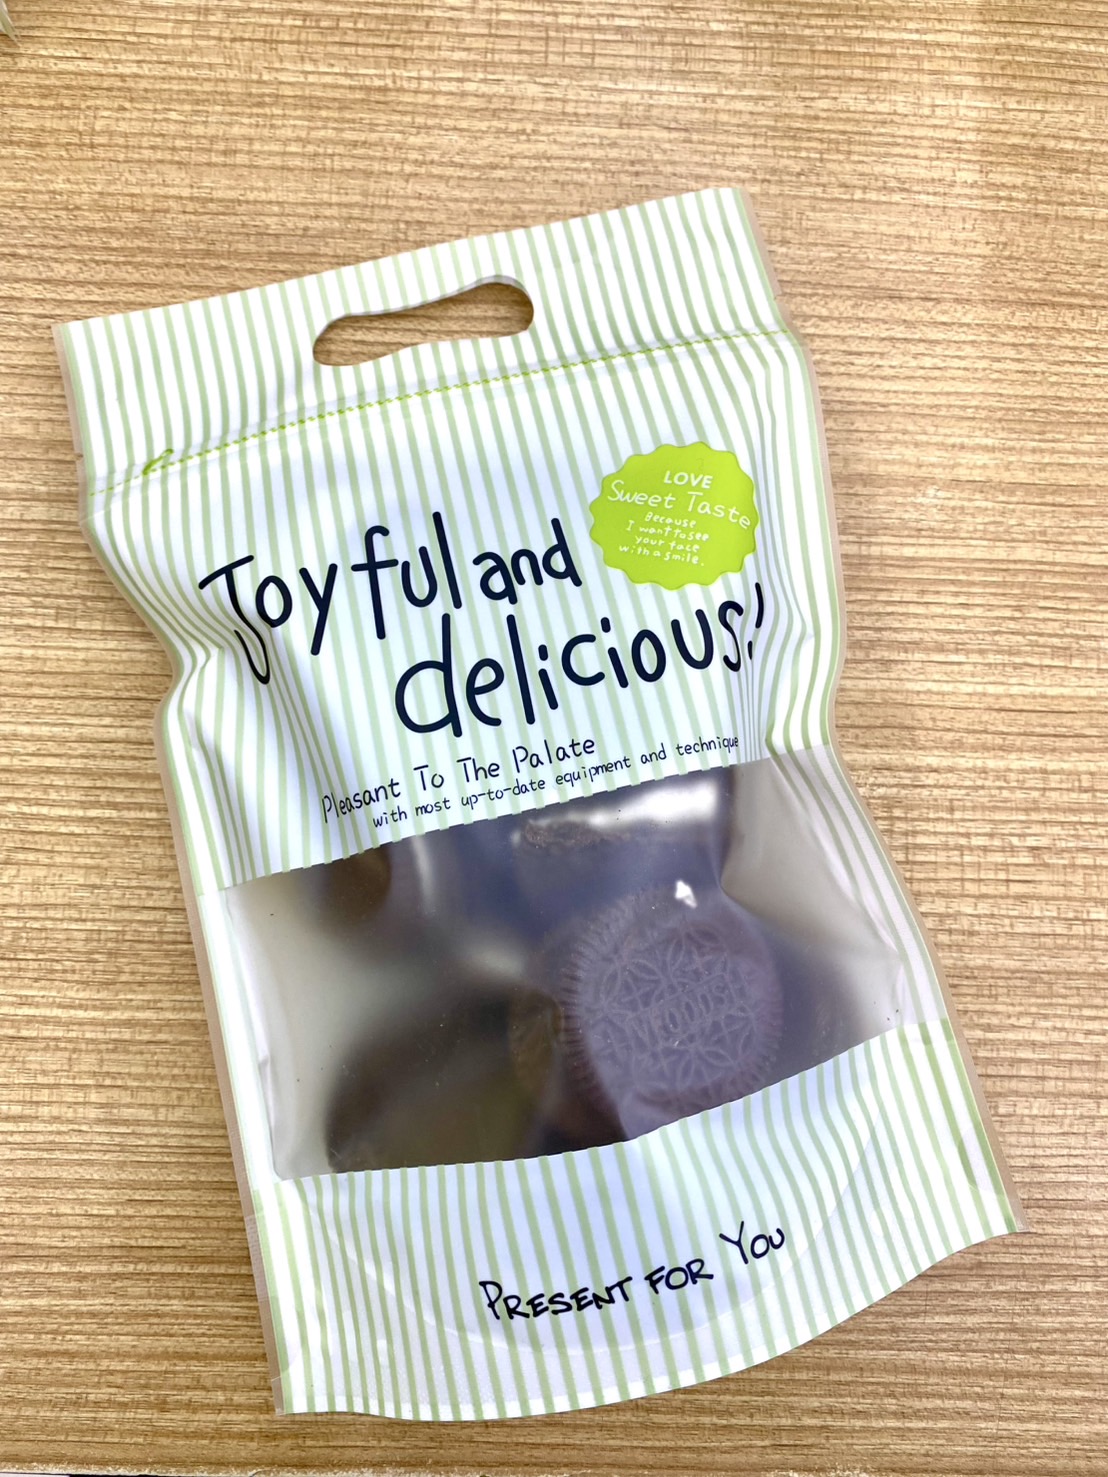 LOVE
Sweet Taste
Because
I want to see
your face
with a smile.
Joyful and
delicious!
Pleasant To The Palate
with most up-to-date equipment and technique
PRESENT FOR YOU